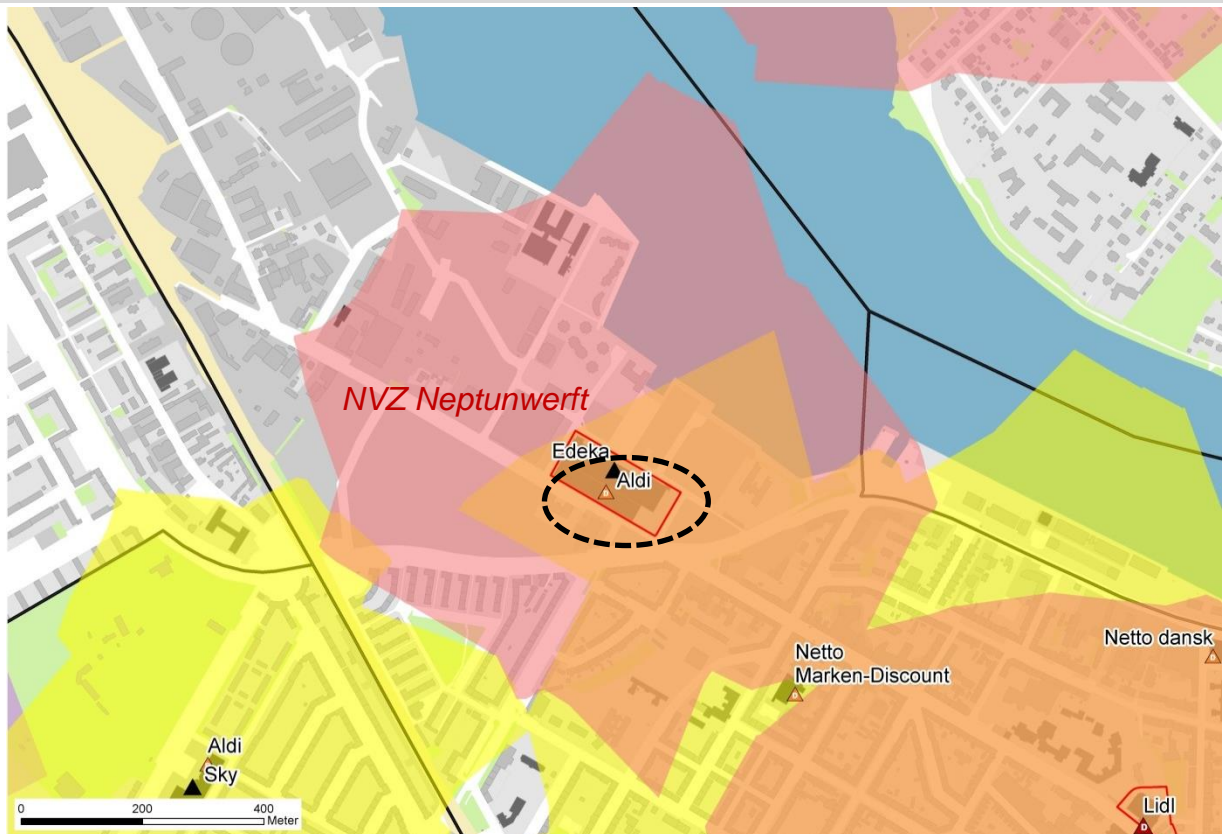 NVZ Neptunwerft
Edeka
Aldi
Netto
Marken-Discount
Netto dansk
Aldi
Sky
Lidl
D
0 200 400
Meter